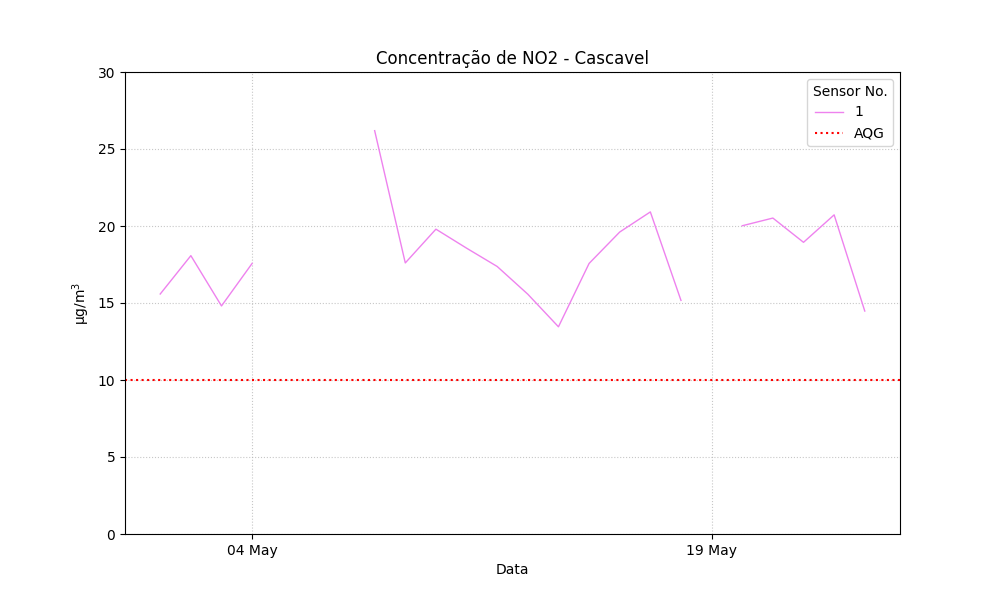 Concentração de NO2 - Cascavel
Sensor No.
1
AQG
30
25
20
15
10
5
0
µg/m³
04 May
19 May
Data